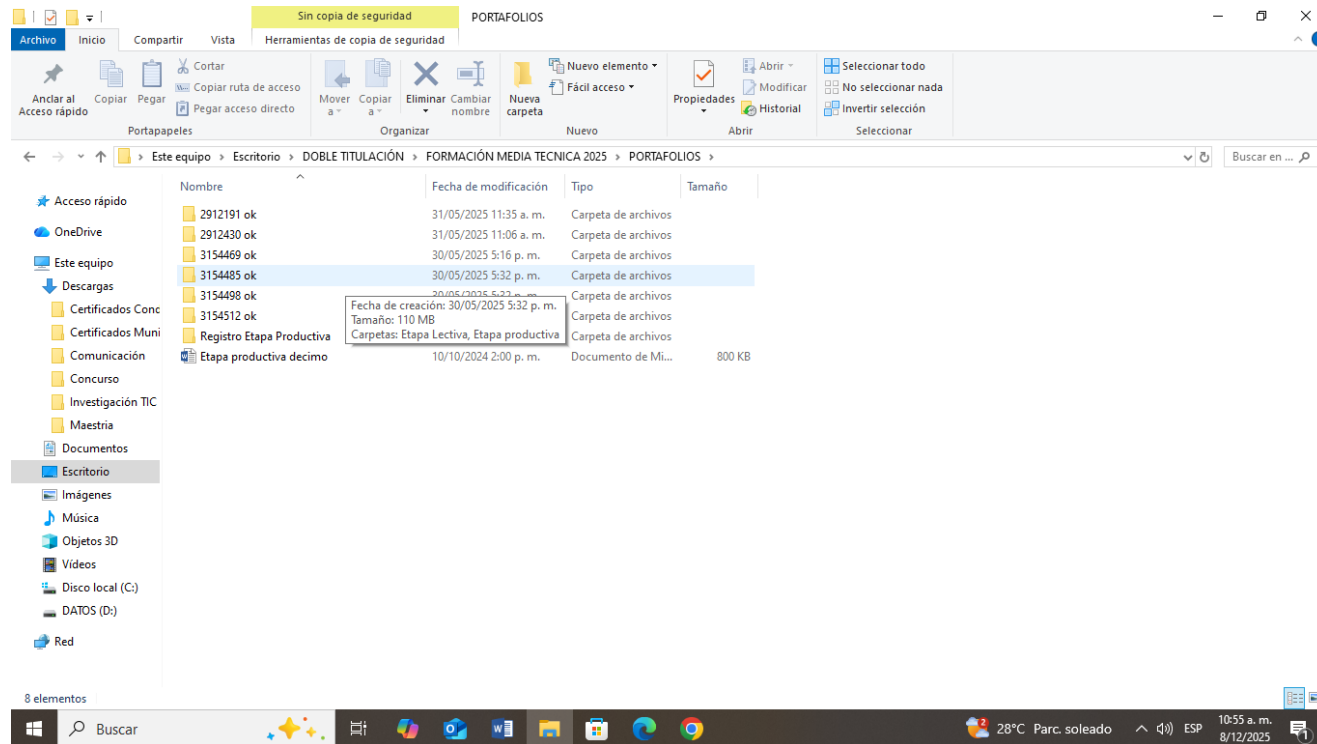 Sin copia de seguridad PORTAFOLIOS
Archivo Inicio Compartir Vista Herramientas de copia de seguridad
Anclar al Acceso rápido
Copiar
Pegar
Cortar
Copiar ruta de acceso
Pegar acceso directo
Portapapeles
Mover a
Copiar a
Eliminar
Cambiar nombre
Organizar
Nueva carpeta
Nuevo elemento
Fácil acceso
Nuevo
Propiedades
Abrir
Modificar
Historial
Abrir
Seleccionar todo
No seleccionar nada
Invertir selección
Seleccionar
Este equipo > Escritorio > DOBLE TITULACIÓN > FORMACIÓN MEDIA TECNICA 2025 > PORTAFOLIOS >
Buscar en ...
Acceso rápido
OneDrive
Este equipo
Descargas
Certificados Conc
Certificados Muni
Comunicación
Concurso
Investigación TIC
Maestria
Documentos
Escritorio
Imágenes
Música
Objetos 3D
Vídeos
Disco local (C:)
DATOS (D:)
Red
Nombre Fecha de modificación Tipo Tamaño
2912191 ok 31/05/2025 11:35 a. m. Carpeta de archivos
2912430 ok 31/05/2025 11:06 a. m. Carpeta de archivos
3154469 ok 30/05/2025 5:16 p. m. Carpeta de archivos
3154485 ok 30/05/2025 5:32 p. m. Carpeta de archivos
3154498 ok 30/05/2025 5:32 p. m. Carpeta de archivos
3154512 ok Carpeta de archivos
Registro Etapa Productiva Carpeta de archivos
Etapa productiva decimo 10/10/2024 2:00 p. m. Documento de Mi... 800 KB
Fecha de creación: 30/05/2025 5:32 p. m.
Tamaño: 110 MB
Carpetas: Etapa Lectiva, Etapa productiva
8 elementos
Buscar
28°C Parc. soleado
ESP
10:55 a. m.
8/12/2025